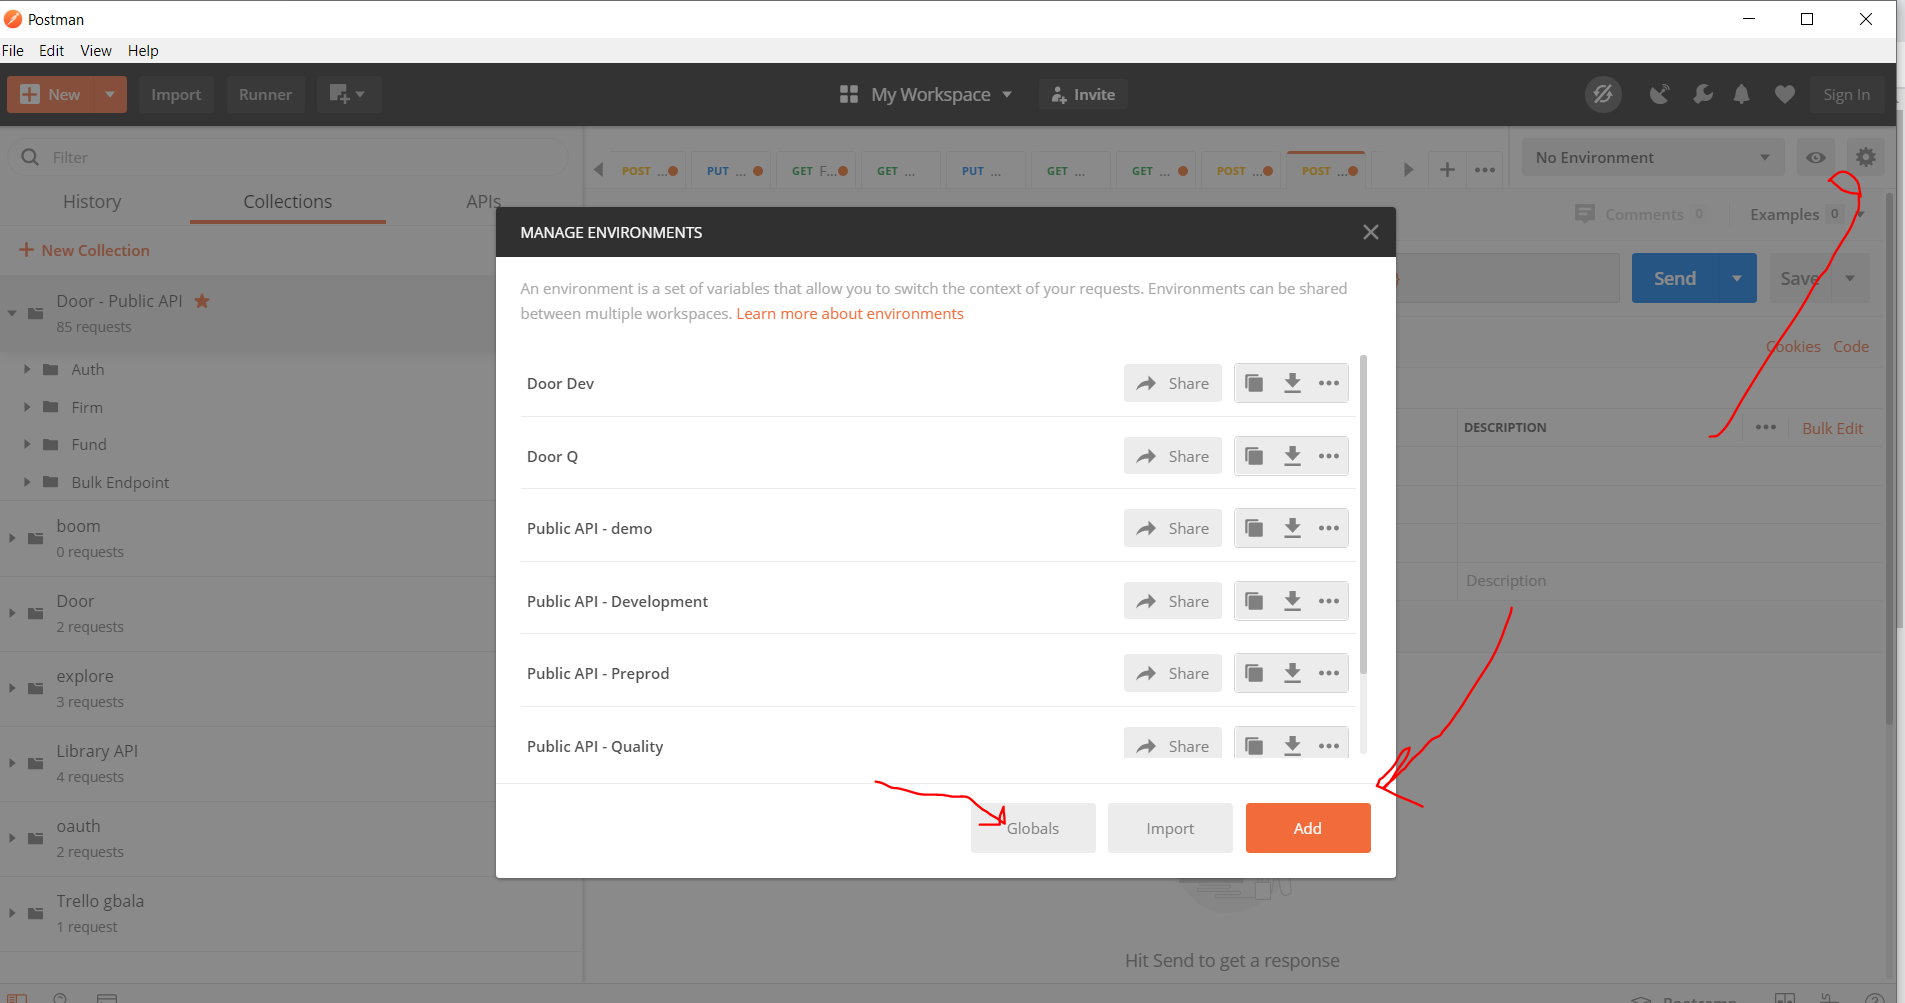 Postman
File Edit View Help
New Import Runner My Workspace Invite Sign In
Filter
History Collections APIs
+ New Collection
Door - Public API
85 requests
Auth
Firm
Fund
Bulk Endpoint
boom
0 requests
Door
2 requests
explore
3 requests
Library API
4 requests
oauth
2 requests
Trello gbala
1 request
POST ... PUT ... GET F... GET ... PUT ... GET ... GET ... POST ... POST ... + •••
No Environment
Comments 0 Examples 0
Send Save
Cookies Code
DESCRIPTION ••• Bulk Edit
Description
MANAGE ENVIRONMENTS
An environment is a set of variables that allow you to switch the context of your requests. Environments can be shared
between multiple workspaces. Learn more about environments
Door Dev Share •••
Door Q Share •••
Public API - demo Share •••
Public API - Development Share •••
Public API - Preprod Share •••
Public API - Quality Share •••
Globals Import Add
Hit Send to get a response
Bootcamp